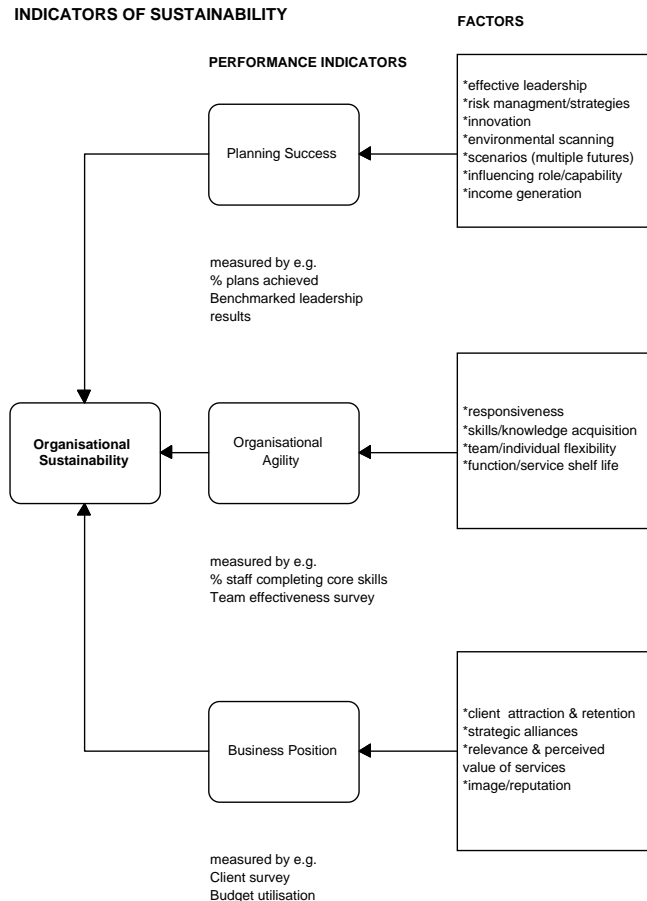 INDICATORS OF SUSTAINABILITY
FACTORS
PERFORMANCE INDICATORS
*effective leadership
*risk managment/strategies
*innovation
*environmental scanning
*scenarios (multiple futures)
*influencing role/capability
*income generation
Planning Success
measured by e.g.
% plans achieved
Benchmarked leadership
results
*responsiveness
*skills/knowledge acquisition
*team/individual flexibility
*function/service shelf life
Organisational
Sustainability
Organisational
Agility
measured by e.g.
% staff completing core skills
Team effectiveness survey
*client attraction & retention
*strategic alliances
*relevance & perceived
value of services
*image/reputation
Business Position
measured by e.g.
Client survey
Budget utilisation